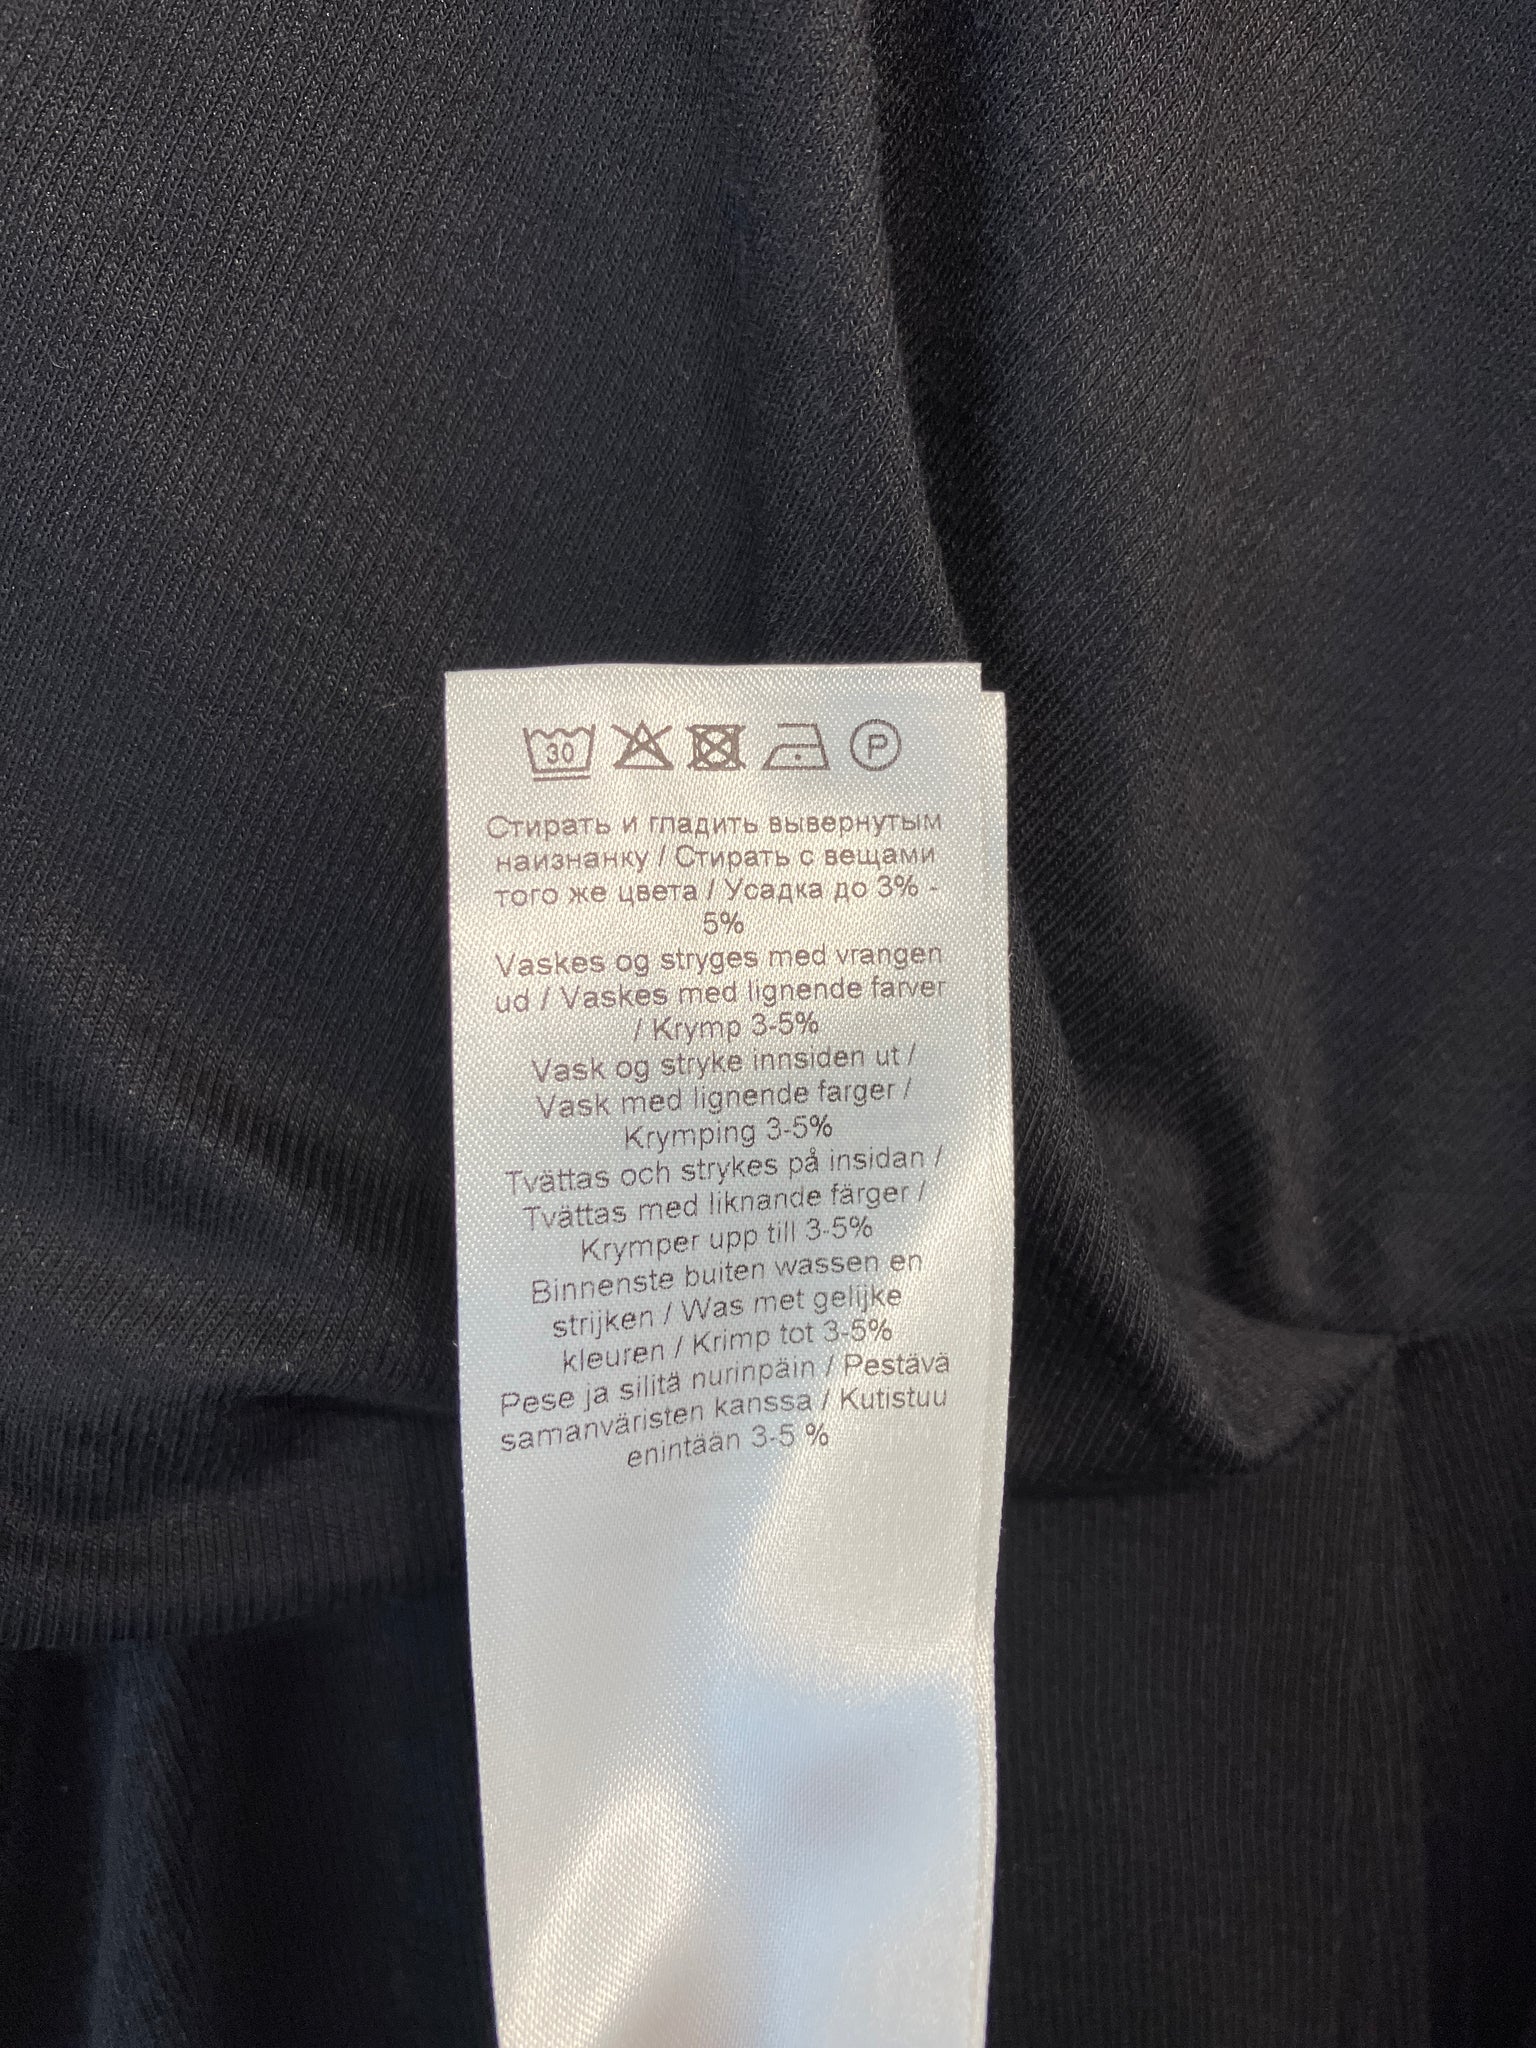 30 P
Стирать и гладить вывернутым
наизнанку / Стирать с вещами
того же цвета / Усадка до 3% -
5%
Vaskes og stryges med vrangen
ud / Vaskes med lignende farver
/ Krymp 3-5%
Vask og stryke innsiden ut /
Vask med lignende farger /
Krymping 3-5%
Tvättas och strykes på insidan /
Tvättas med liknande färger /
Krymper upp till 3-5%
Binnenste buiten wassen en
strijken / Was met gelijke
kleuren / Krimp tot 3-5%
Pese ja silitä nurinpäin / Pestävä
samanväristen kanssa / Kutistuu
enintään 3-5 %